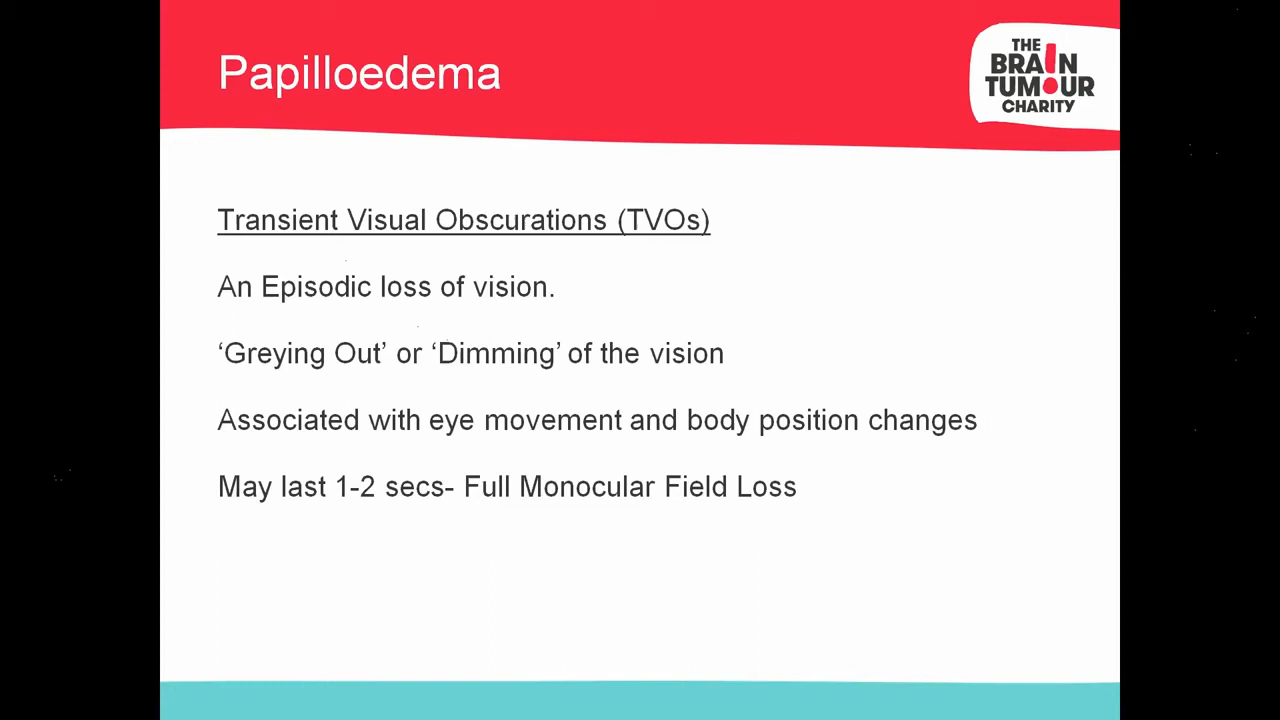 Papilloedema
THE
BRAIN
TUMOUR
CHARITY
Transient Visual Obscurations (TVOs)
An Episodic loss of vision.
‘Greying Out’ or ‘Dimming’ of the vision
Associated with eye movement and body position changes
May last 1-2 secs- Full Monocular Field Loss